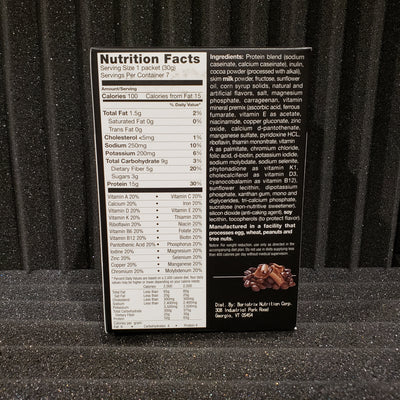 Nutrition Facts
Serving Size 1 packet (30g)
Servings Per Container 7
Amount/Serving
Calories 100 Calories from Fat 15
% Daily Value*
Total Fat 1.5g 2%
Saturated Fat 0g 0%
Trans Fat 0g
Cholesterol <5mg 1%
Sodium 250mg 10%
Potassium 200mg 6%
Total Carbohydrate 9g 3%
Dietary Fiber 5g 20%
Sugars 3g
Protein 15g 30%
Vitamin A 20% • Vitamin C 20%
Calcium 20% • Iron 20%
Vitamin D 20% • Vitamin E 20%
Vitamin K 20% • Thiamin 20%
Riboflavin 20% • Niacin 20%
Vitamin B6 20% • Folate 20%
Vitamin B12 20% • Biotin 20%
Pantothenic Acid 20% • Phosphorus 20%
Iodine 20% • Magnesium 20%
Zinc 20% • Selenium 20%
Copper 20% • Manganese 20%
Chromium 20% • Molybdenum 20%
Ingredients: Protein blend (sodium
caseinate, calcium caseinate), inulin,
cocoa powder (processed with alkali),
skim milk powder, fructose, sunflower
oil, corn syrup solids, natural and
artificial flavors, salt, magnesium
phosphate, carrageenan, vitamin
mineral premix (ascorbic acid, ferrous
fumarate, vitamin E as acetate,
niacinamide, copper gluconate, zinc
oxide, calcium d-pantothenate,
manganese sulfate, pyridoxine HCL,
riboflavin, thiamin mononitrate, vitamin
A as palmitate, chromium chloride,
folic acid, d-biotin, potassium iodide,
sodium molybdate, sodium selenite,
phytonadione as vitamin K1,
cholecalciferol as vitamin D3,
cyanocobalamin as vitamin B12),
sunflower lecithin, dipotassium
phosphate, xanthan gum, mono and
diglycerides, tri-calcium phosphate,
sucralose (non-nutritive sweetener),
silicon dioxide (anti-caking agent), soy
lecithin, tocopherols (to protect flavor).
Manufactured in a facility that
processes egg, wheat, peanuts and
tree nuts.
Dist. By: Bariatrix Nutrition Corp.
308 Industrial Park Road
Georgia, VT 05454